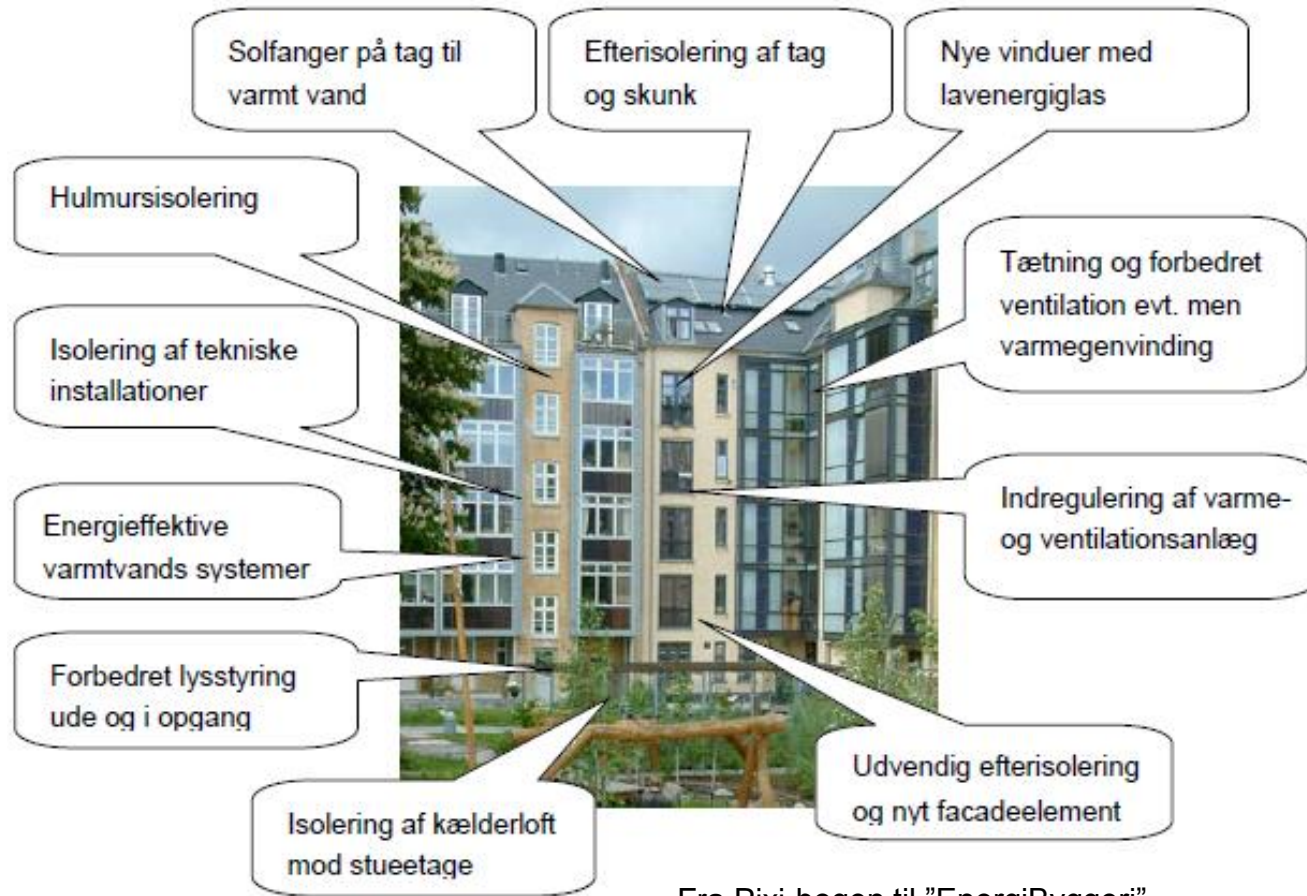 Solfanger på tag til
varmt vand
Efterisolering af tag
og skunk
Nye vinduer med
lavenergiglas
Hulmursisolering
Tætning og forbedret
ventilation evt. men
varmegenvinding
Isolering af tekniske
installationer
Indregulering af varme-
og ventilationsanlæg
Energieffektive
varmtvands systemer
Forbedret lysstyring
ude og i opgang
Udvendig efterisolering
og nyt facadeelement
Isolering af kælderloft
mod stueetage
Fra Pixi-bogen til ”EnergiByggeri”